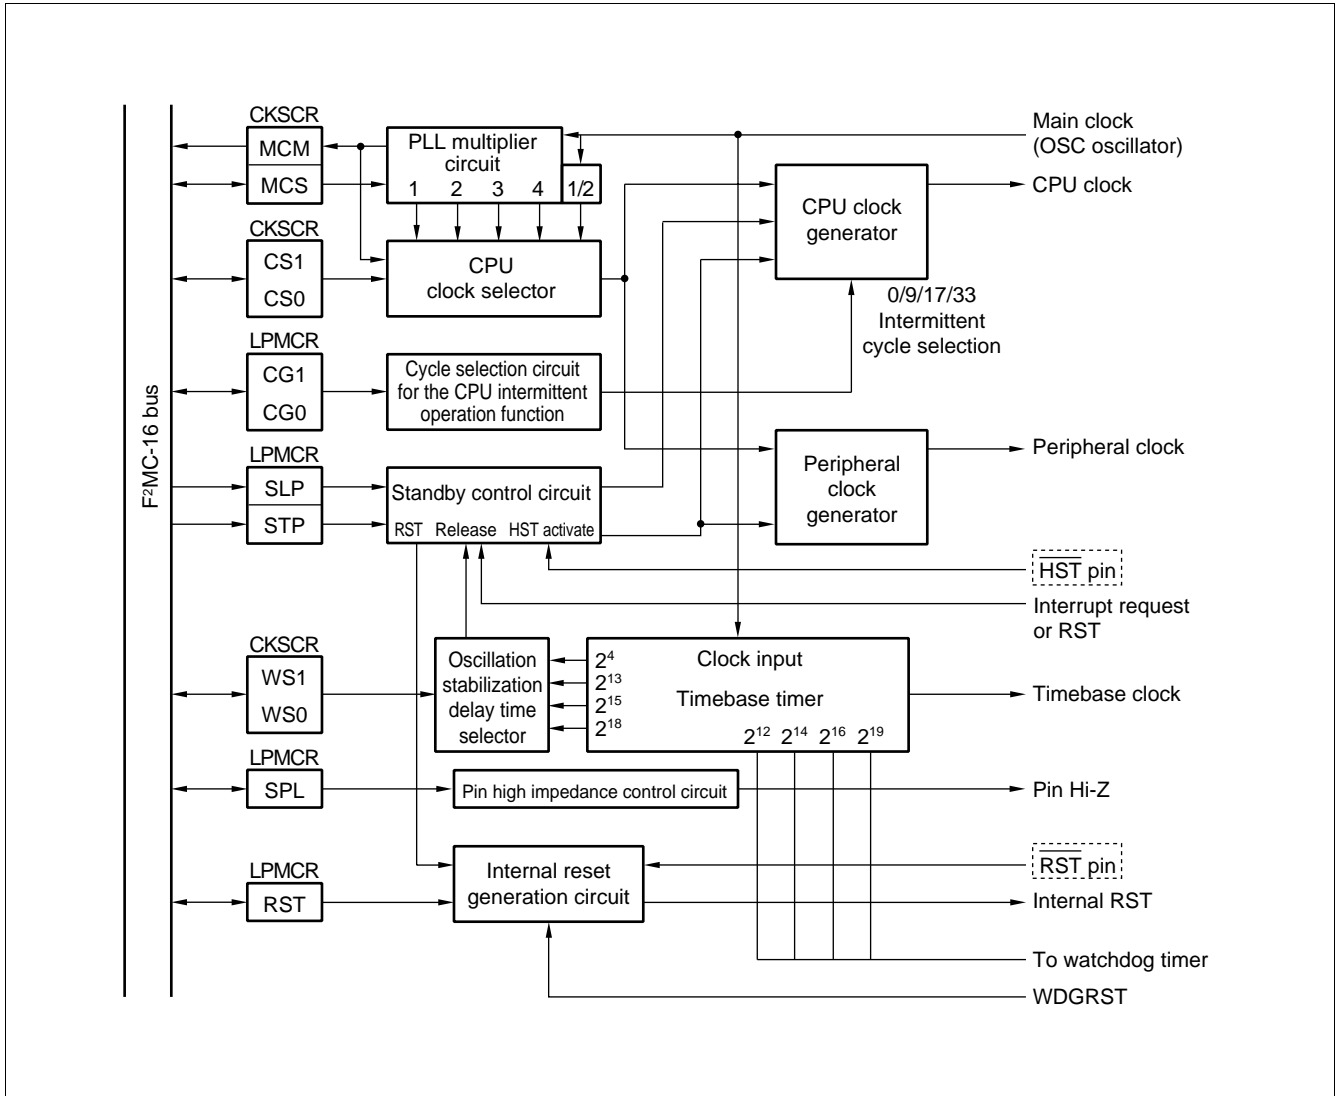 CKSCR
MCM
MCS
PLL multiplier
circuit
1 2 3 4 1/2
Main clock
(OSC oscillator)
CPU clock
generator
CPU clock
CKSCR
CS1
CS0
CPU
clock selector
0/9/17/33
Intermittent
cycle selection
LPMCR
CG1
CG0
Cycle selection circuit
for the CPU intermittent
operation function
F²MC-16 bus
LPMCR
SLP
STP
Standby control circuit
RST Release HST activate
Peripheral
clock
generator
Peripheral clock
H̅S̅T̅ pin
Interrupt request
or RST
CKSCR
WS1
WS0
Oscillation
stabilization
delay time
selector
2⁴
2¹³
2¹⁵
2¹⁸
Clock input
Timebase timer
2¹² 2¹⁴ 2¹⁶ 2¹⁹
Timebase clock
LPMCR
SPL
Pin high impedance control circuit
Pin Hi-Z
LPMCR
RST
Internal reset
generation circuit
R̅S̅T̅ pin
Internal RST
To watchdog timer
WDGRST